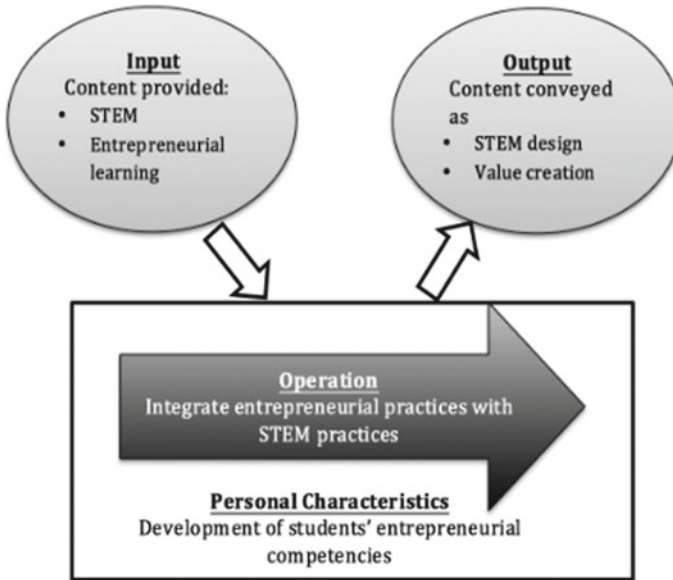 Input
Content provided:
• STEM
• Entrepreneurial
learning
Output
Content conveyed
as
• STEM design
• Value creation
Operation
Integrate entrepreneurial practices with
STEM practices
Personal Characteristics
Development of students' entrepreneurial
competencies